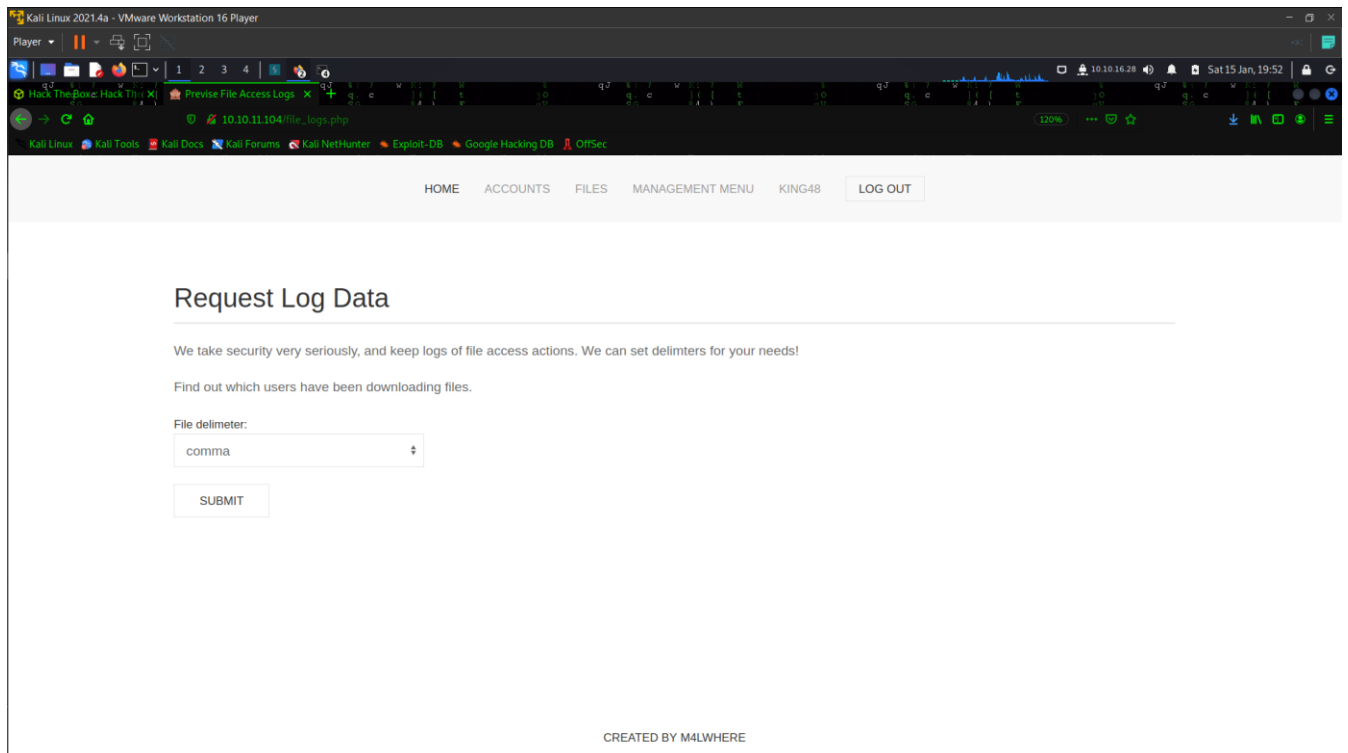 Kali Linux 2021.4a - VMware Workstation 16 Player
Player
1 2 3 4 10.10.16.28 Sat 15 Jan, 19:52
Hack The Box :: Hack The Previse File Access Logs
10.10.11.104/file_logs.php 120%
Kali Linux Kali Tools Kali Docs Kali Forums Kali NetHunter Exploit-DB Google Hacking DB OffSec
HOME ACCOUNTS FILES MANAGEMENT MENU KING48 LOG OUT
Request Log Data
We take security very seriously, and keep logs of file access actions. We can set delimters for your needs!
Find out which users have been downloading files.
File delimeter:
comma
SUBMIT
CREATED BY M4LWHERE